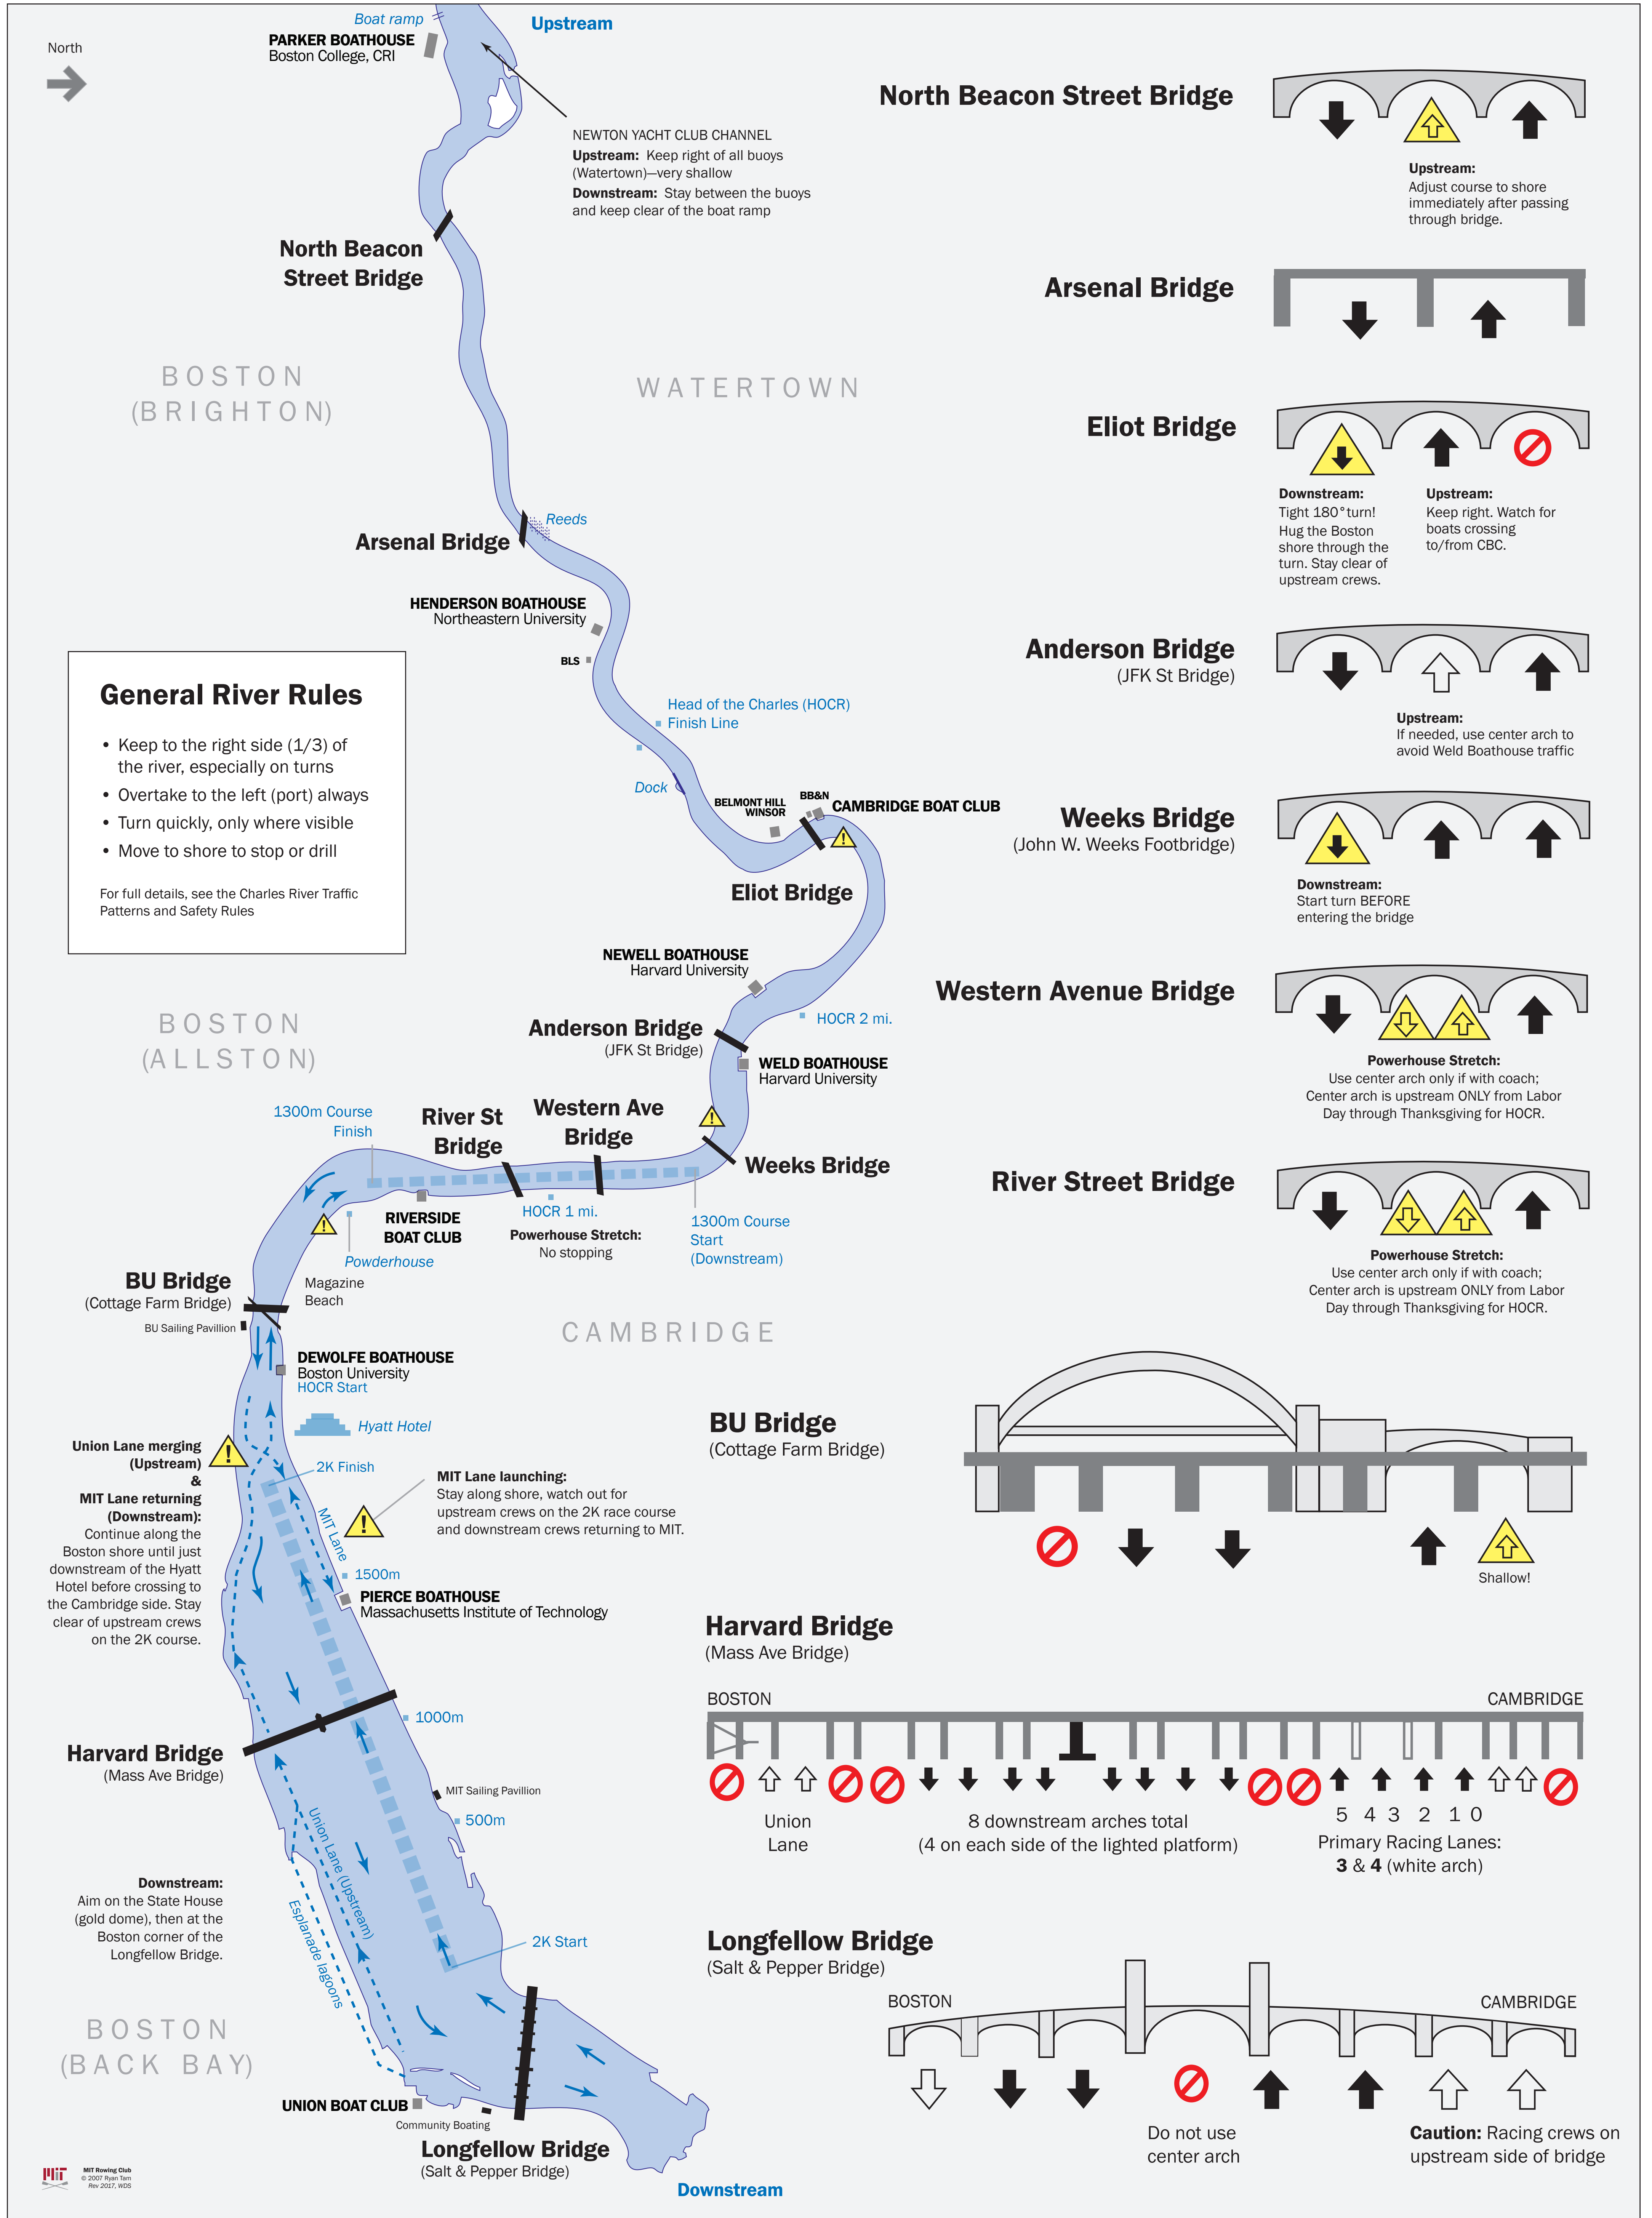 Boat ramp
Upstream
North
PARKER BOATHOUSE
Boston College, CRI
NEWTON YACHT CLUB CHANNEL
Upstream: Keep right of all buoys
(Watertown)—very shallow
Downstream: Stay between the buoys
and keep clear of the boat ramp
North Beacon
Street Bridge
BOSTON
(BRIGHTON)
WATERTOWN
Reeds
Arsenal Bridge
HENDERSON BOATHOUSE
Northeastern University
BLS
General River Rules
• Keep to the right side (1/3) of
the river, especially on turns
• Overtake to the left (port) always
• Turn quickly, only where visible
• Move to shore to stop or drill
For full details, see the Charles River Traffic
Patterns and Safety Rules
Head of the Charles (HOCR)
Finish Line
Dock
BELMONT HILL
WINSOR
BB&N
CAMBRIDGE BOAT CLUB
!
Eliot Bridge
NEWELL BOATHOUSE
Harvard University
HOCR 2 mi.
BOSTON
(ALLSTON)
Anderson Bridge
(JFK St Bridge)
WELD BOATHOUSE
Harvard University
1300m Course
Finish
River St
Bridge
Western Ave
Bridge
!
Weeks Bridge
HOCR 1 mi.
RIVERSIDE
BOAT CLUB
Powerhouse Stretch:
No stopping
1300m Course
Start
(Downstream)
!
Powderhouse
BU Bridge
(Cottage Farm Bridge)
Magazine
Beach
BU Sailing Pavillion
CAMBRIDGE
DEWOLFE BOATHOUSE
Boston University
HOCR Start
Hyatt Hotel
!
Union Lane merging
(Upstream)
&
MIT Lane returning
(Downstream):
Continue along the
Boston shore until just
downstream of the Hyatt
Hotel before crossing to
the Cambridge side. Stay
clear of upstream crews
on the 2K course.
2K Finish
MIT Lane launching:
Stay along shore, watch out for
upstream crews on the 2K race course
and downstream crews returning to MIT.
!
MIT Lane
1500m
PIERCE BOATHOUSE
Massachusetts Institute of Technology
1000m
Harvard Bridge
(Mass Ave Bridge)
MIT Sailing Pavillion
500m
Union Lane (Upstream)
Esplanade lagoons
Downstream:
Aim on the State House
(gold dome), then at the
Boston corner of the
Longfellow Bridge.
2K Start
BOSTON
(BACK BAY)
UNION BOAT CLUB
Community Boating
Longfellow Bridge
(Salt & Pepper Bridge)
Downstream
MIT
MIT Rowing Club
© 2007 Ryan Tam
Rev 2017, WDS
North Beacon Street Bridge
Upstream:
Adjust course to shore
immediately after passing
through bridge.
Arsenal Bridge
Eliot Bridge
Downstream:
Tight 180°turn!
Hug the Boston
shore through the
turn. Stay clear of
upstream crews.
Upstream:
Keep right. Watch for
boats crossing
to/from CBC.
Anderson Bridge
(JFK St Bridge)
Upstream:
If needed, use center arch to
avoid Weld Boathouse traffic
Weeks Bridge
(John W. Weeks Footbridge)
Downstream:
Start turn BEFORE
entering the bridge
Western Avenue Bridge
Powerhouse Stretch:
Use center arch only if with coach;
Center arch is upstream ONLY from Labor
Day through Thanksgiving for HOCR.
River Street Bridge
Powerhouse Stretch:
Use center arch only if with coach;
Center arch is upstream ONLY from Labor
Day through Thanksgiving for HOCR.
BU Bridge
(Cottage Farm Bridge)
Shallow!
Harvard Bridge
(Mass Ave Bridge)
BOSTON
CAMBRIDGE
Union
Lane
8 downstream arches total
(4 on each side of the lighted platform)
5 4 3 2 1 0
Primary Racing Lanes:
3 & 4 (white arch)
Longfellow Bridge
(Salt & Pepper Bridge)
BOSTON
CAMBRIDGE
Do not use
center arch
Caution: Racing crews on
upstream side of bridge